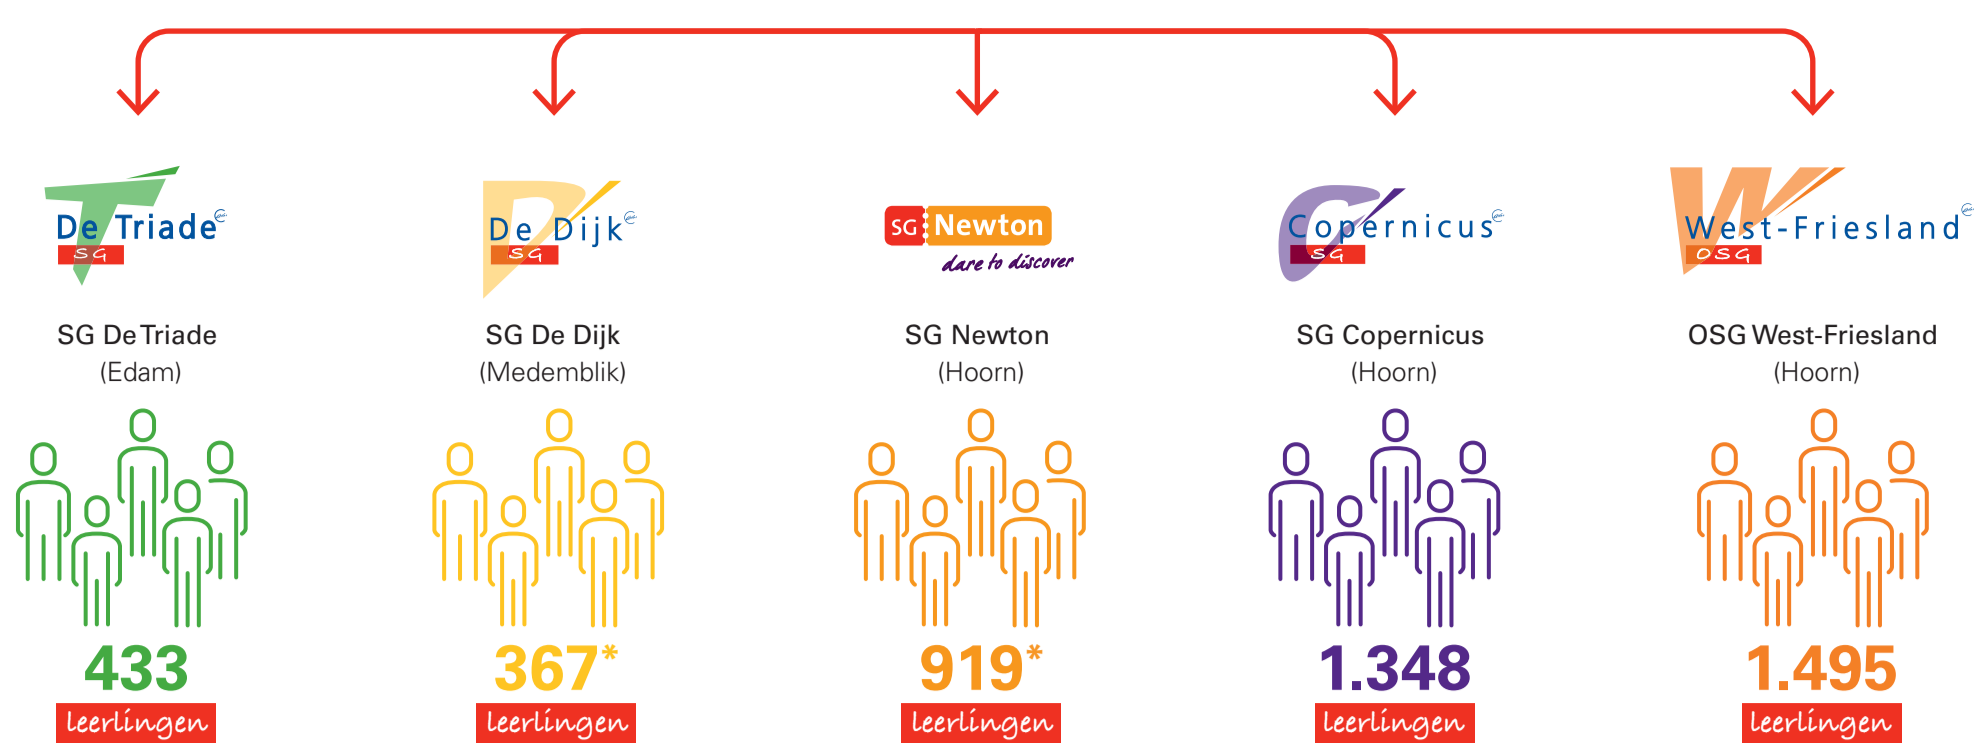 De Triade
SG
De Dijk
SG
SG Newton
dare to discover
Copernicus
SG
West-Friesland
OSG
SG De Triade
(Edam)
SG De Dijk
(Medemblik)
SG Newton
(Hoorn)
SG Copernicus
(Hoorn)
OSG West-Friesland
(Hoorn)
433
leerlingen
367*
leerlingen
919*
leerlingen
1.348
leerlingen
1.495
leerlingen